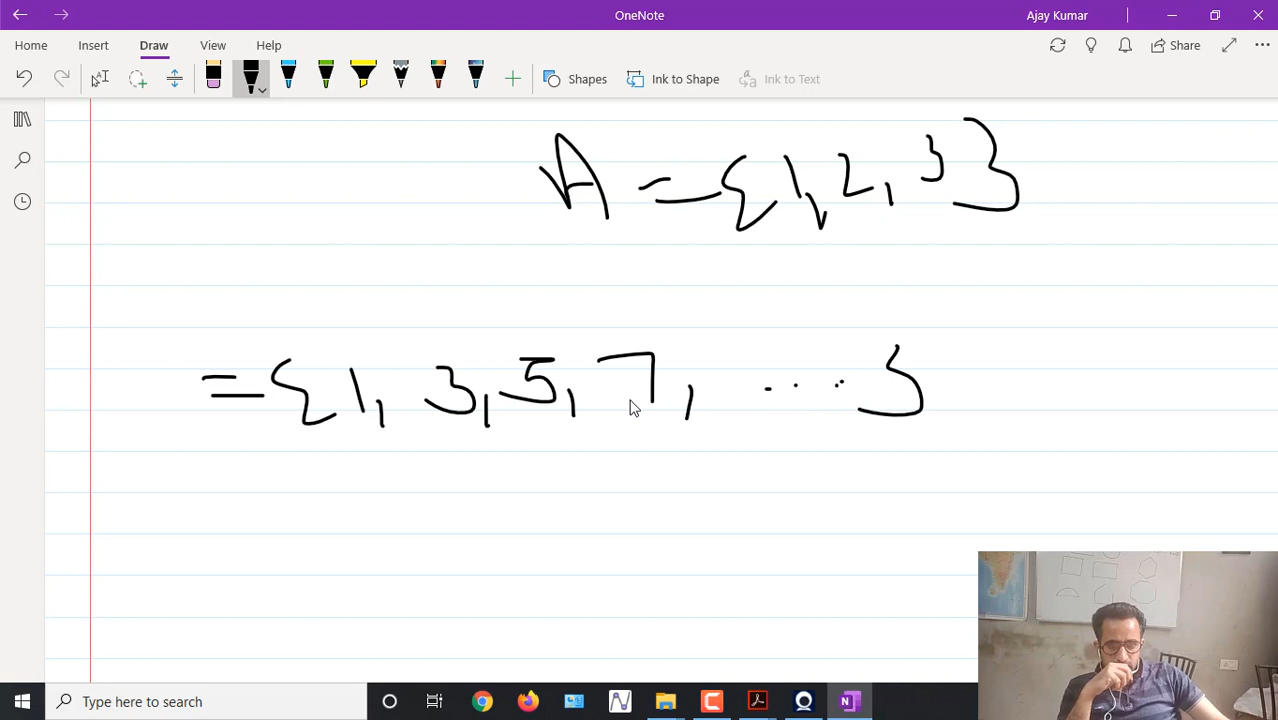 OneNote
Ajay Kumar
Home Insert Draw View Help
Share
Shapes Ink to Shape Ink to Text
A = {1, 2, 3}
= {1, 3, 5, 7, ...}
Type here to search